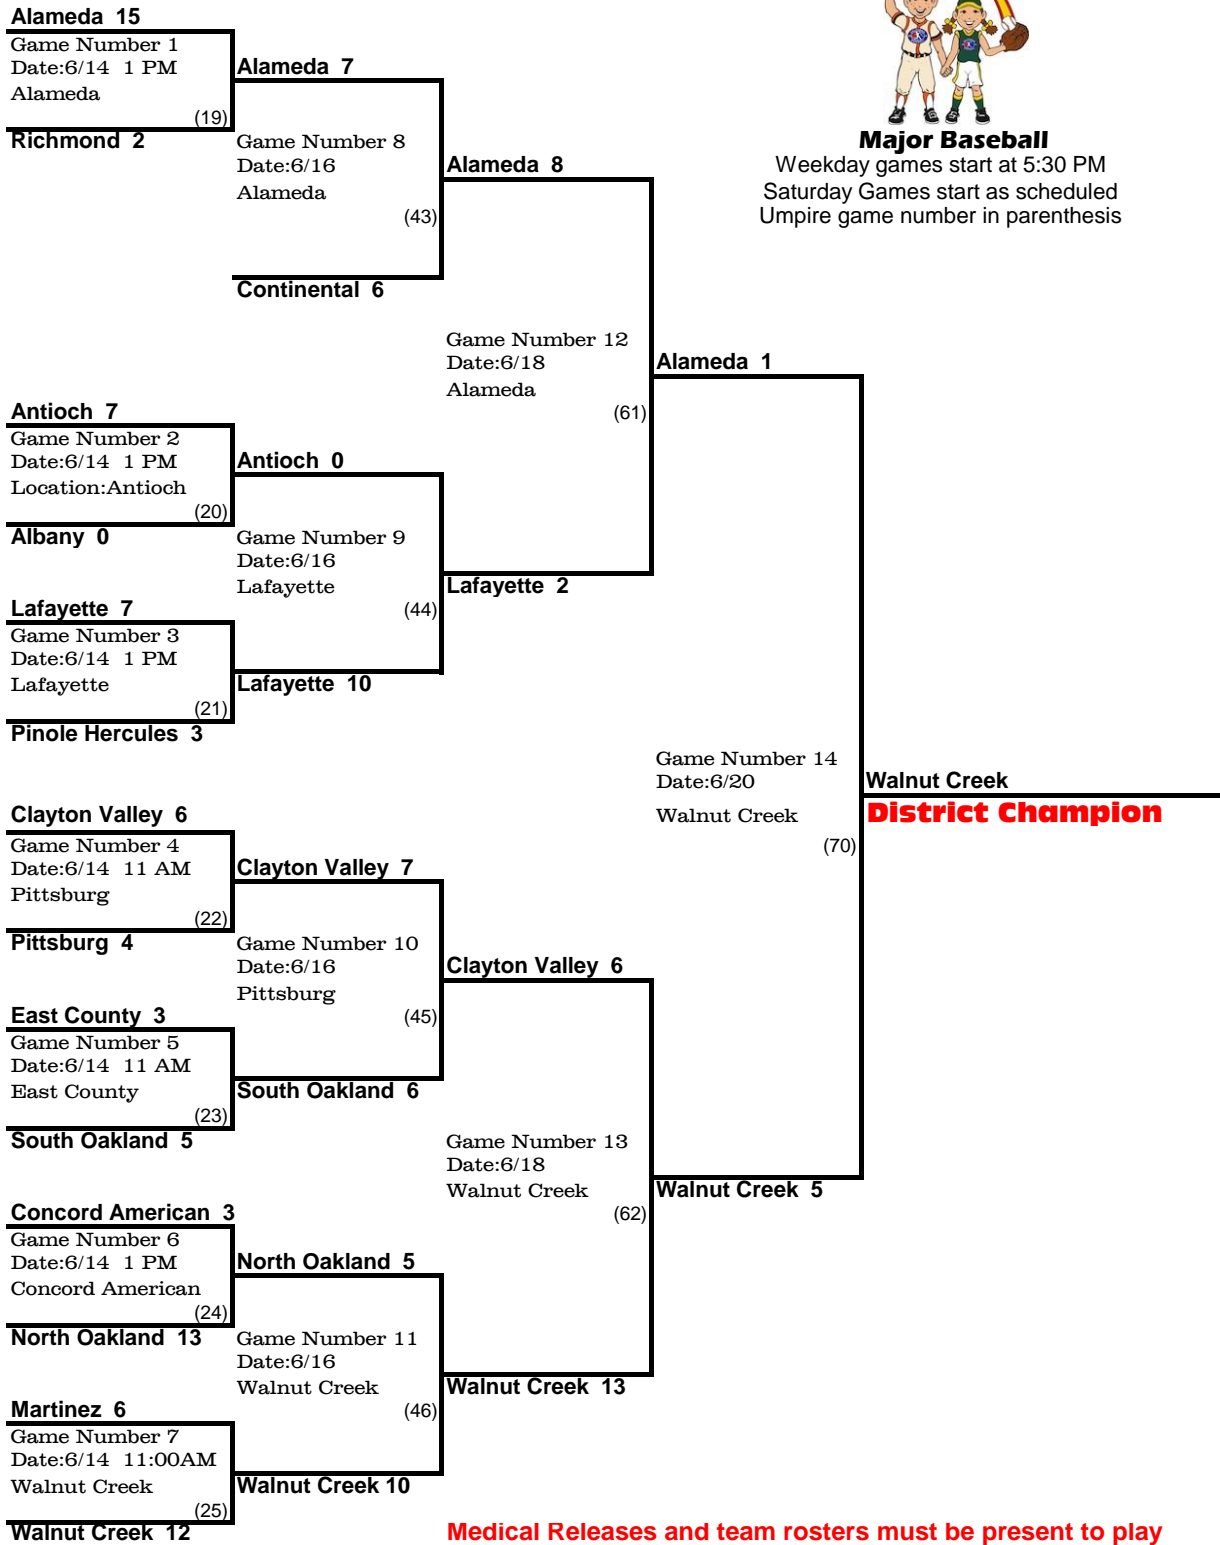 Alameda 15
Game Number 1
Date:6/14 1 PM
Alameda
(19)
Richmond 2
Alameda 7
Game Number 8
Date:6/16
Alameda
(43)
Continental 6
Alameda 8
Major Baseball
Weekday games start at 5:30 PM
Saturday Games start as scheduled
Umpire game number in parenthesis
Game Number 12
Date:6/18
Alameda
(61)
Alameda 1
Antioch 7
Game Number 2
Date:6/14 1 PM
Location:Antioch
(20)
Albany 0
Antioch 0
Game Number 9
Date:6/16
Lafayette
(44)
Lafayette 2
Lafayette 7
Game Number 3
Date:6/14 1 PM
Lafayette
(21)
Pinole Hercules 3
Lafayette 10
Game Number 14
Date:6/20
Walnut Creek
(70)
Walnut Creek
District Champion
Clayton Valley 6
Game Number 4
Date:6/14 11 AM
Pittsburg
(22)
Pittsburg 4
Clayton Valley 7
Game Number 10
Date:6/16
Pittsburg
(45)
Clayton Valley 6
East County 3
Game Number 5
Date:6/14 11 AM
East County
(23)
South Oakland 5
South Oakland 6
Game Number 13
Date:6/18
Walnut Creek
(62)
Walnut Creek 5
Concord American 3
Game Number 6
Date:6/14 1 PM
Concord American
(24)
North Oakland 13
North Oakland 5
Game Number 11
Date:6/16
Walnut Creek
(46)
Walnut Creek 13
Martinez 6
Game Number 7
Date:6/14 11:00AM
Walnut Creek
(25)
Walnut Creek 12
Walnut Creek 10
Medical Releases and team rosters must be present to play